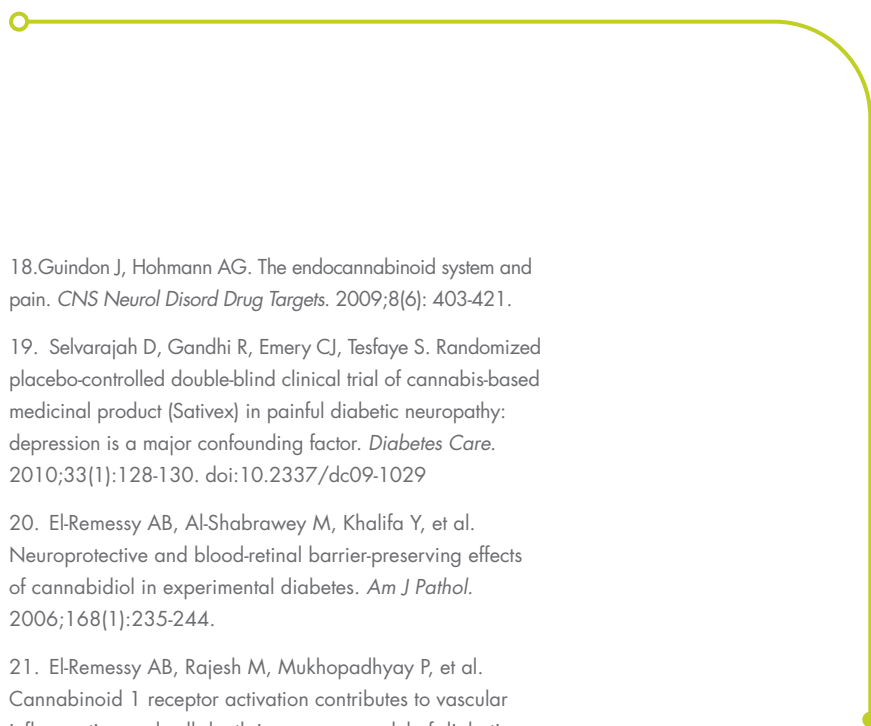 18.Guindon J, Hohmann AG. The endocannabinoid system and
pain. CNS Neurol Disord Drug Targets. 2009;8(6): 403-421.
19. Selvarajah D, Gandhi R, Emery CJ, Tesfaye S. Randomized
placebo-controlled double-blind clinical trial of cannabis-based
medicinal product (Sativex) in painful diabetic neuropathy:
depression is a major confounding factor. Diabetes Care.
2010;33(1):128-130. doi:10.2337/dc09-1029
20. El-Remessy AB, Al-Shabrawey M, Khalifa Y, et al.
Neuroprotective and blood-retinal barrier-preserving effects
of cannabidiol in experimental diabetes. Am J Pathol.
2006;168(1):235-244.
21. El-Remessy AB, Rajesh M, Mukhopadhyay P, et al.
Cannabinoid 1 receptor activation contributes to vascular